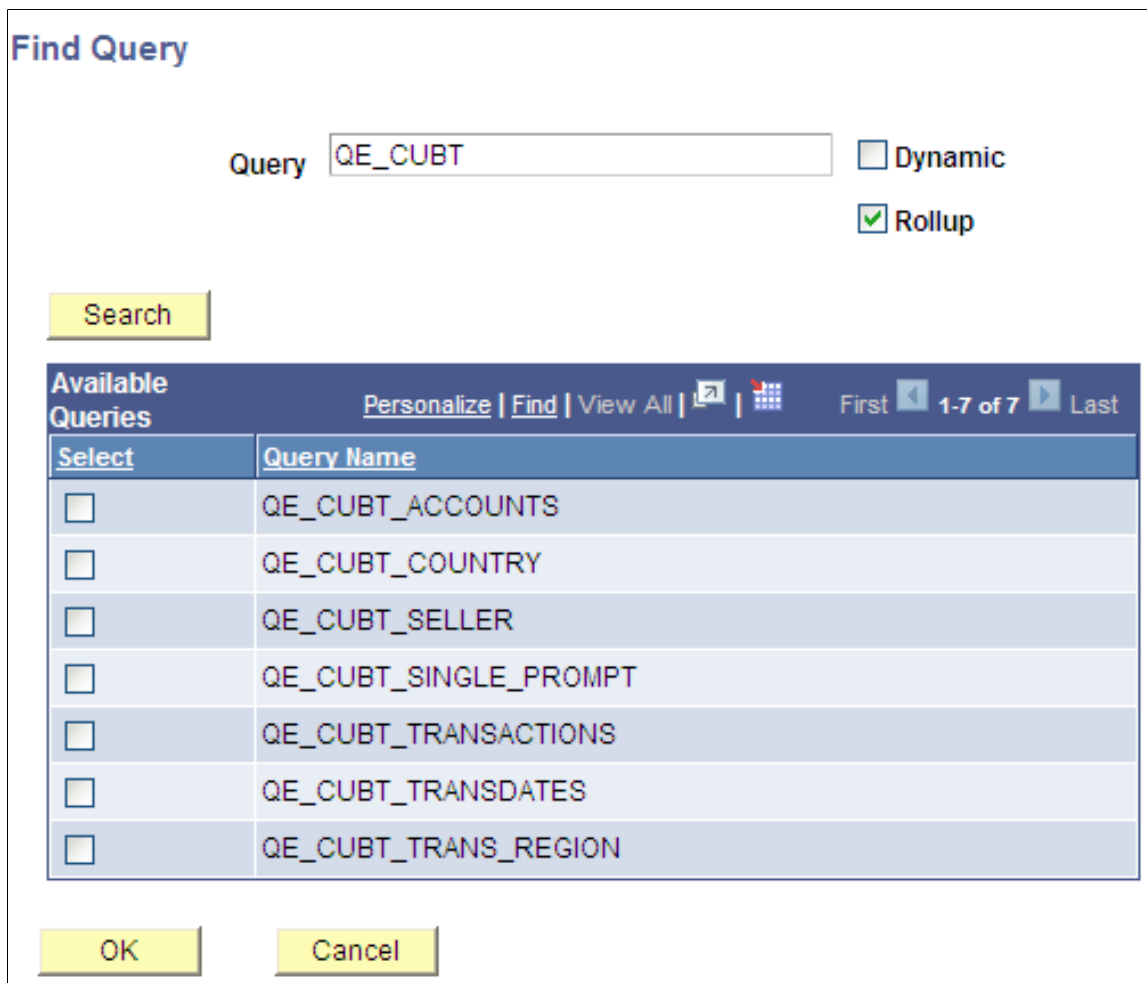 Find Query
Query QE_CUBT Dynamic
Rollup
Search
Available Queries Personalize | Find | View All | | First 1-7 of 7 Last
Select Query Name
QE_CUBT_ACCOUNTS
QE_CUBT_COUNTRY
QE_CUBT_SELLER
QE_CUBT_SINGLE_PROMPT
QE_CUBT_TRANSACTIONS
QE_CUBT_TRANSDATES
QE_CUBT_TRANS_REGION
OK Cancel